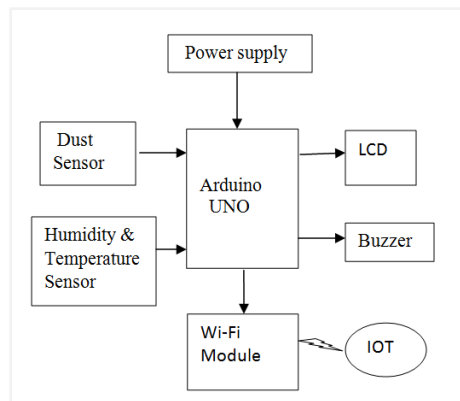 Power supply
Dust
Sensor
LCD
Arduino
UNO
Humidity &
Temperature
Sensor
Buzzer
Wi-Fi
Module
IOT